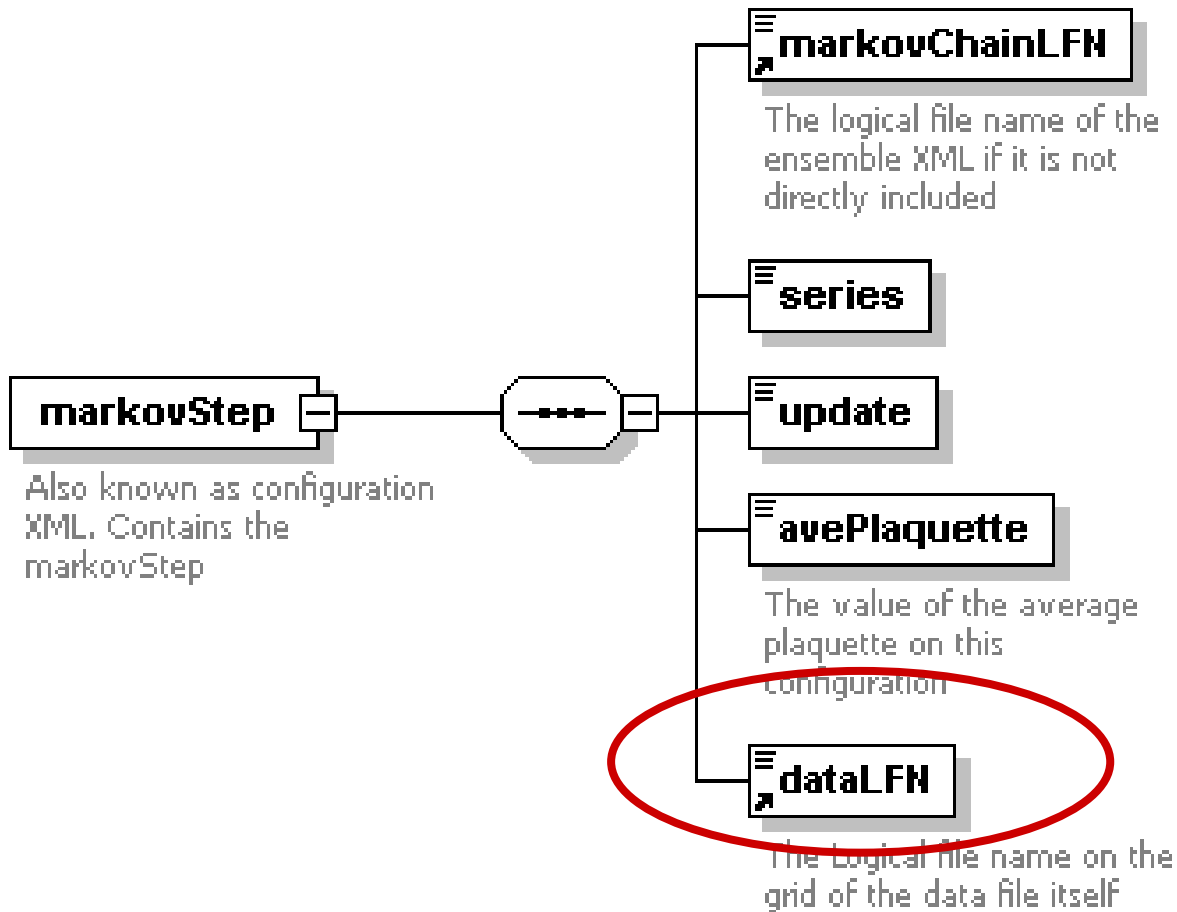 markovChainLFN
The logical file name of the
ensemble XML if it is not
directly included
series
markovStep
Also known as configuration
XML. Contains the
markovStep
update
avePlaquette
The value of the average
plaquette on this
configuration
dataLFN
The Logical file name on the
grid of the data file itself